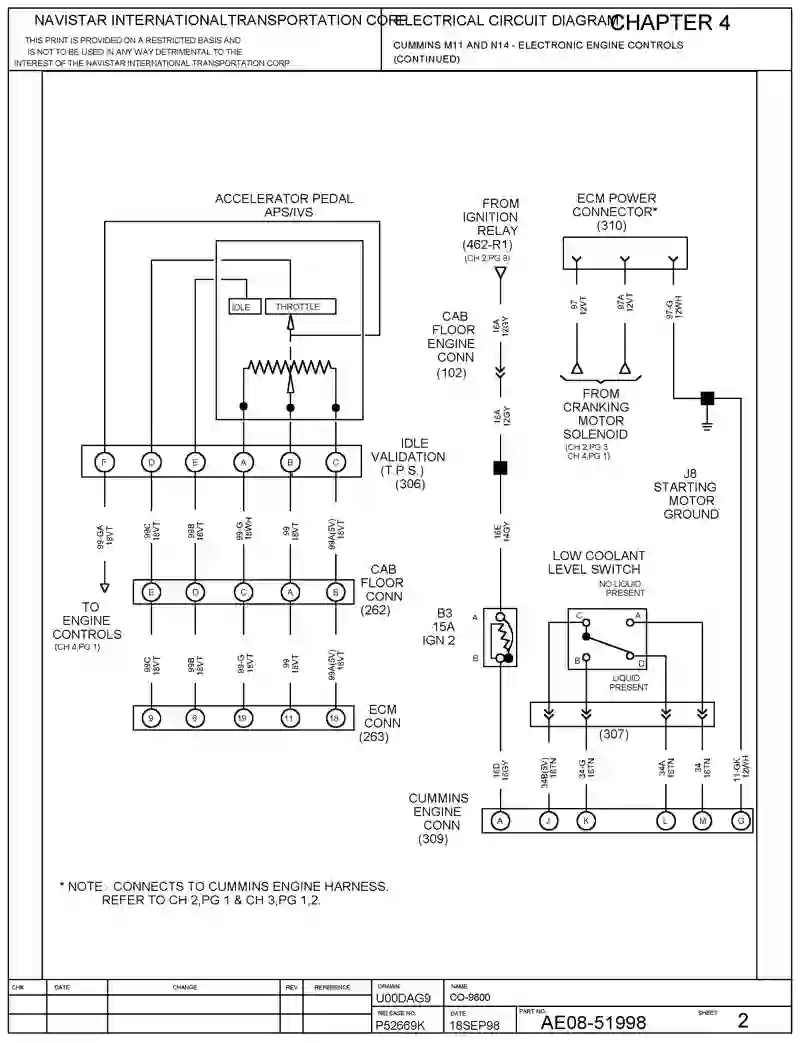 NAVISTAR INTERNATIONALTRANSPORTATION CORP
THIS PRINT IS PROVIDED ON A RESTRICTED BASIS AND
IS NOT TO BE USED IN ANY WAY DETRIMENTAL TO THE
INTEREST OF THE NAVISTAR INTERNATIONAL TRANSPORTATION CORP
ELECTRICAL CIRCUIT DIAGRAM
CHAPTER 4
CUMMINS M11 AND N14 - ELECTRONIC ENGINE CONTROLS
(CONTINUED)
ACCELERATOR PEDAL
APS/IVS
IDLE
THROTTLE
FROM
IGNITION
RELAY
(462-R1)
(CH 2,PG 8)
ECM POWER
CONNECTOR*
(310)
97
12VT
97A
12VT
97-G
12WH
16A
12GY
CAB
FLOOR
ENGINE
CONN
(102)
16A
12GY
FROM
CRANKING
MOTOR
SOLENOID
(CH 2,PG 3
CH 4,PG 1)
IDLE
VALIDATION
(T.P.S.)
(306)
F D E A B C
J8
STARTING
MOTOR
GROUND
99-GA
18VT
99C
18VT
99B
18VT
99-G
18WH
99
18VT
99A(5V)
18VT
16E
14GY
TO
ENGINE
CONTROLS
(CH 4,PG 1)
E D C A B
CAB
FLOOR
CONN
(262)
LOW COOLANT
LEVEL SWITCH
NO LIQUID
PRESENT
B3
15A
IGN 2
A
B
C
A
B
D
LIQUID
PRESENT
99C
18VT
99B
18VT
99-G
18VT
99
18VT
99A(5V)
18VT
9 6 19 11 18
ECM
CONN
(263)
(307)
16D
16GY
34B(5V)
16TN
34-G
16TN
34A
16TN
34
16TN
11-GK
12WH
CUMMINS
ENGINE
CONN
(309)
A J K L M G
* NOTE : CONNECTS TO CUMMINS ENGINE HARNESS.
REFER TO CH 2,PG 1 & CH 3,PG 1,2.
CHK DATE CHANGE REV REFERENCE
DRAWN
U00DAG9
NAME
CO-9800
RELEASE NO.
P52669K
DATE
18SEP98
PART NO.
AE08-51998
SHEET
2